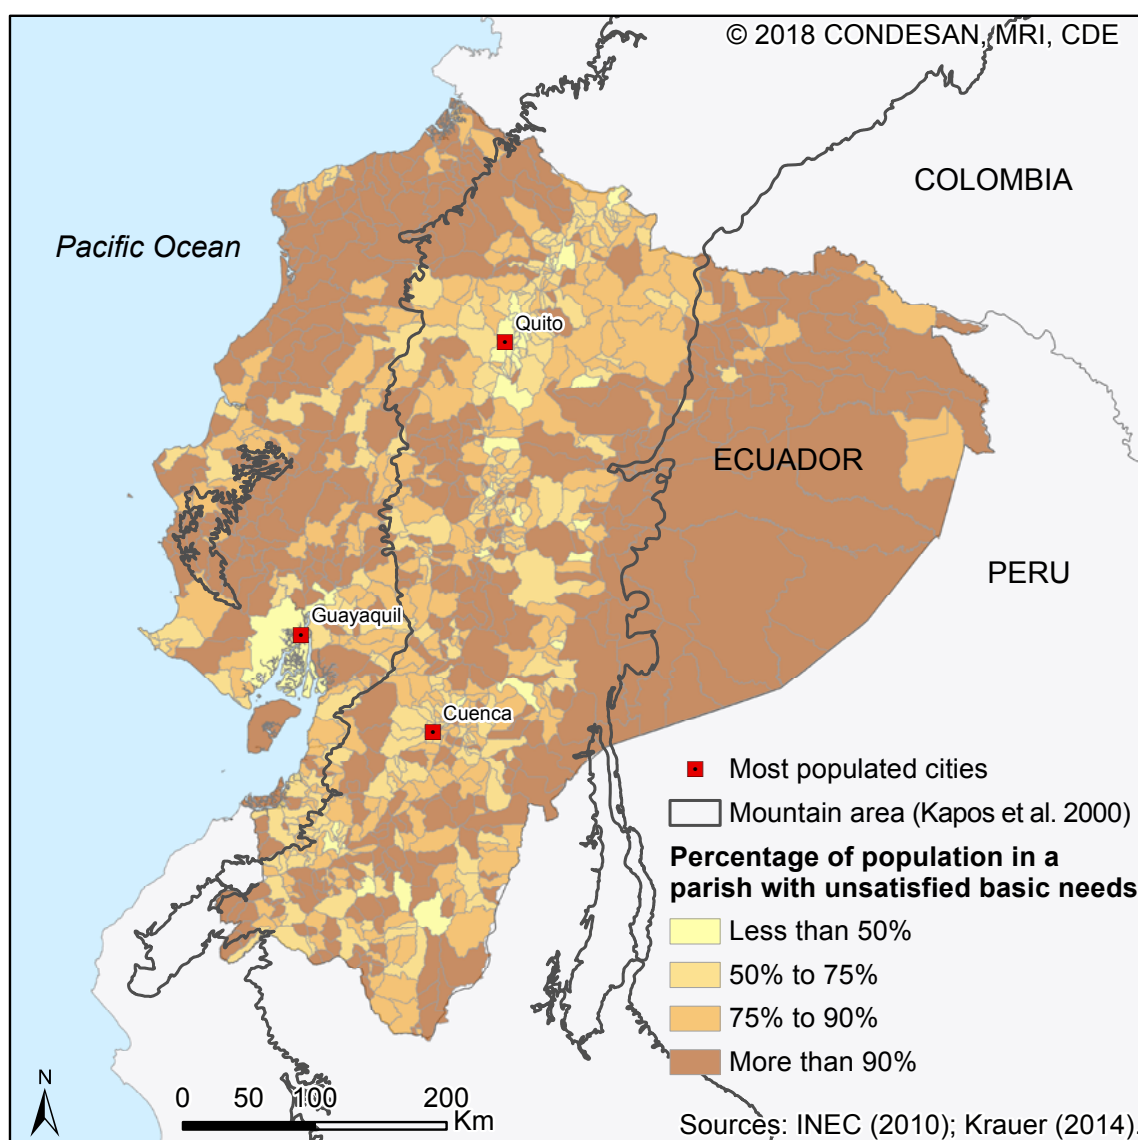 © 2018 CONDESAN, MRI, CDE
COLOMBIA
Pacific Ocean
Quito
ECUADOR
PERU
Guayaquil
Cuenca
Most populated cities
Mountain area (Kapos et al. 2000)
Percentage of population in a
parish with unsatisfied basic needs
Less than 50%
50% to 75%
75% to 90%
More than 90%
N
0 50 100 200
Km
Sources: INEC (2010); Krauer (2014).